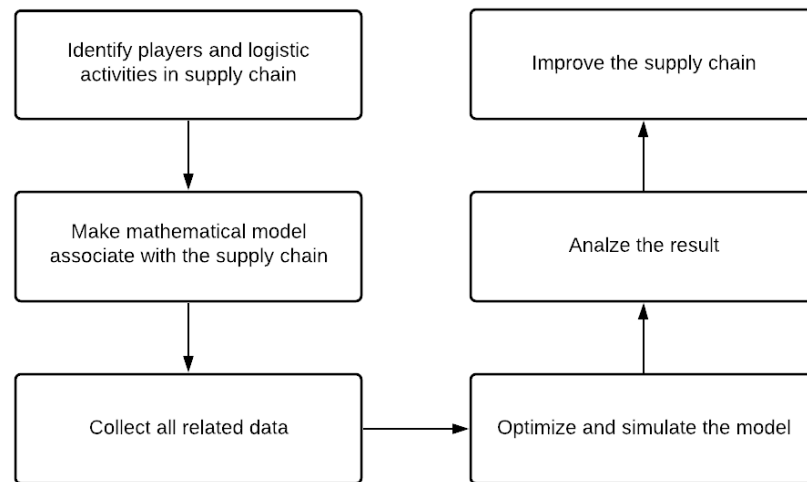 Identify players and logistic
activities in supply chain
Make mathematical model
associate with the supply chain
Collect all related data
Optimize and simulate the model
Analze the result
Improve the supply chain